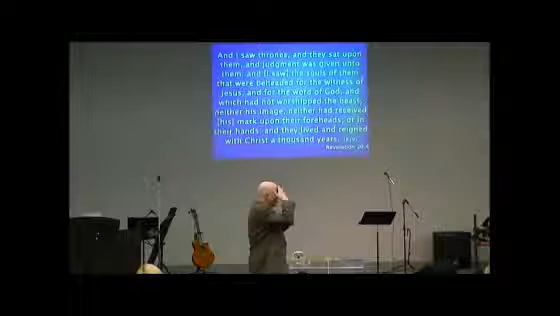 And I saw thrones, and they sat upon
them, and judgment was given unto
them: and [I saw] the souls of them
that were beheaded for the witness of
Jesus, and for the word of God, and
which had not worshipped the beast,
neither his image, neither had received
[his] mark upon their foreheads, or in
their hands; and they lived and reigned
with Christ a thousand years. (KJV)
Revelation 20:4